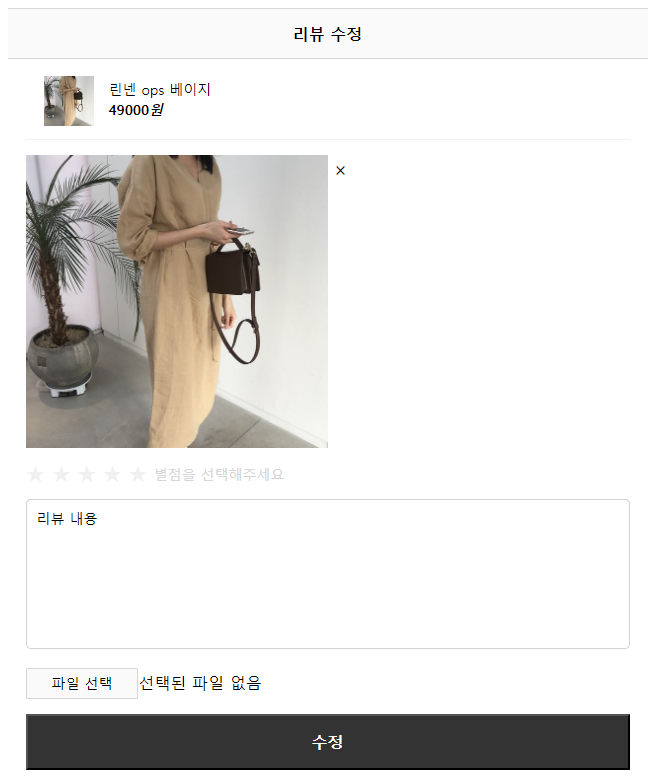 리뷰 수정
린넨 ops 베이지
49000원
×
★ ★ ★ ★ ★ 별점을 선택해주세요
리뷰 내용
파일 선택 선택된 파일 없음
수정